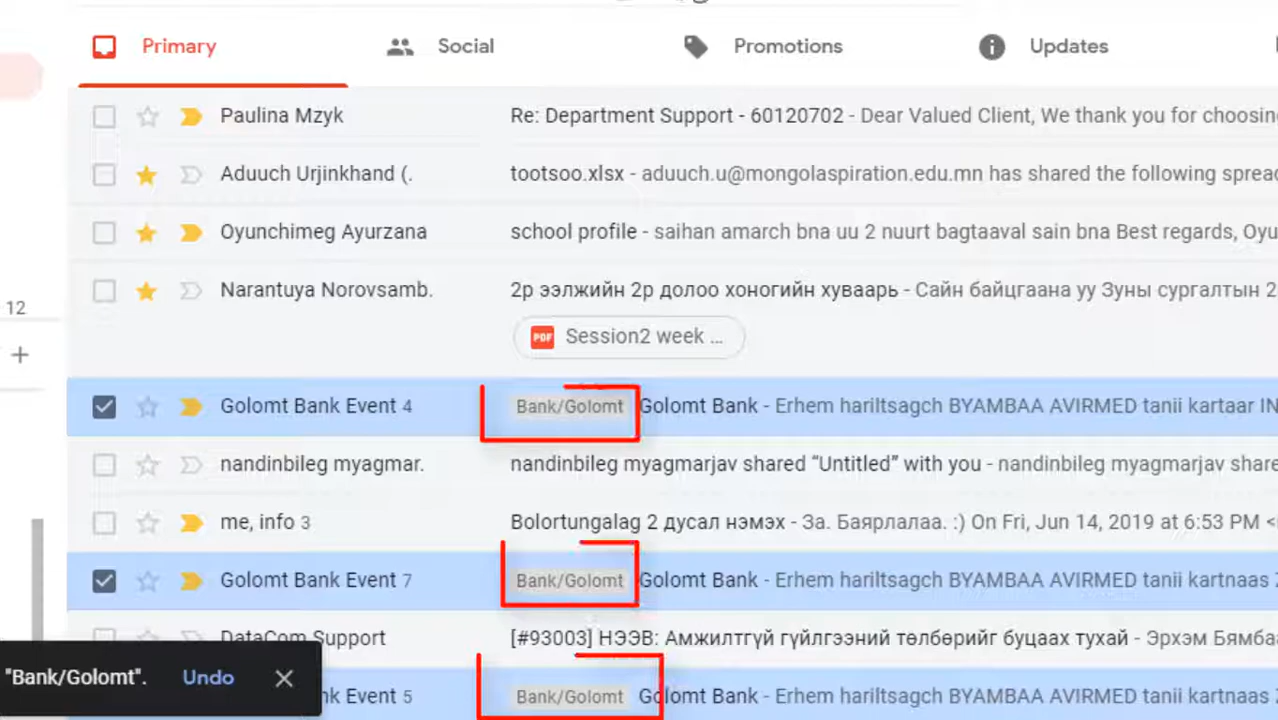 Primary Social Promotions Updates
Paulina Mzyk Re: Department Support - 60120702 - Dear Valued Client, We thank you for choosing
Aduuch Urjinkhand (. tootsoo.xlsx - aduuch.u@mongolaspiration.edu.mn has shared the following
Oyunchimeg Ayurzana school profile - saihan amarch bna uu 2 nuurt bagtaaval sain bna Best regards,
12
Narantuya Norovsamb. 2р ээлжийн 2р долоо хоногийн хуваарь - Сайн байцгаана уу Зуны сургалтын 2
PDF Session2 week ...
Golomt Bank Event 4 Bank/Golomt Golomt Bank - Erhem hariltsagch BYAMBAA AVIRMED tanii kartaar
nandinbileg myagmar. nandinbileg myagmarjav shared “Untitled” with you - nandinbileg myagmarjav
me, info 3 Bolortungalag 2 дусал нэмэх - За. Баярлалаа. :) On Fri, Jun 14, 2019 at 6:53 PM <
Golomt Bank Event 7 Bank/Golomt Golomt Bank - Erhem hariltsagch BYAMBAA AVIRMED tanii kartnaas
DataCom Support [#93003] НЭЭВ: Амжилтгүй гүйлгээний төлбөрийг буцаах тухай - Эрхэм
"Bank/Golomt". Undo
Event 5 Bank/Golomt Golomt Bank - Erhem hariltsagch BYAMBAA AVIRMED tanii kartnaas